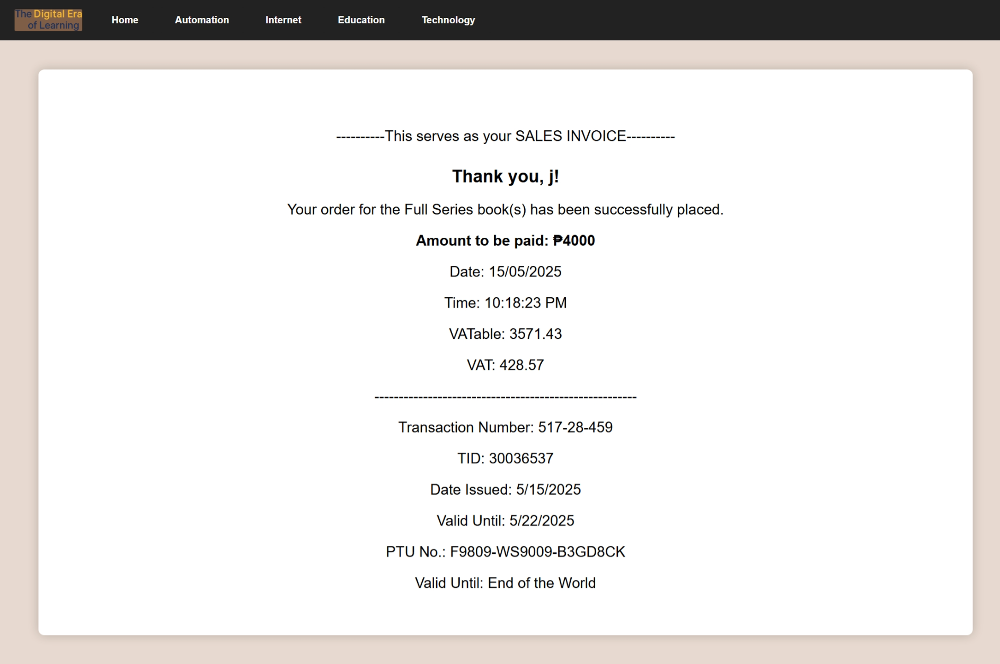 The Digital Era
of Learning
Home Automation Internet Education Technology
----------This serves as your SALES INVOICE----------
Thank you, j!
Your order for the Full Series book(s) has been successfully placed.
Amount to be paid: ₱4000
Date: 15/05/2025
Time: 10:18:23 PM
VATable: 3571.43
VAT: 428.57
------------------------------------------------------
Transaction Number: 517-28-459
TID: 30036537
Date Issued: 5/15/2025
Valid Until: 5/22/2025
PTU No.: F9809-WS9009-B3GD8CK
Valid Until: End of the World